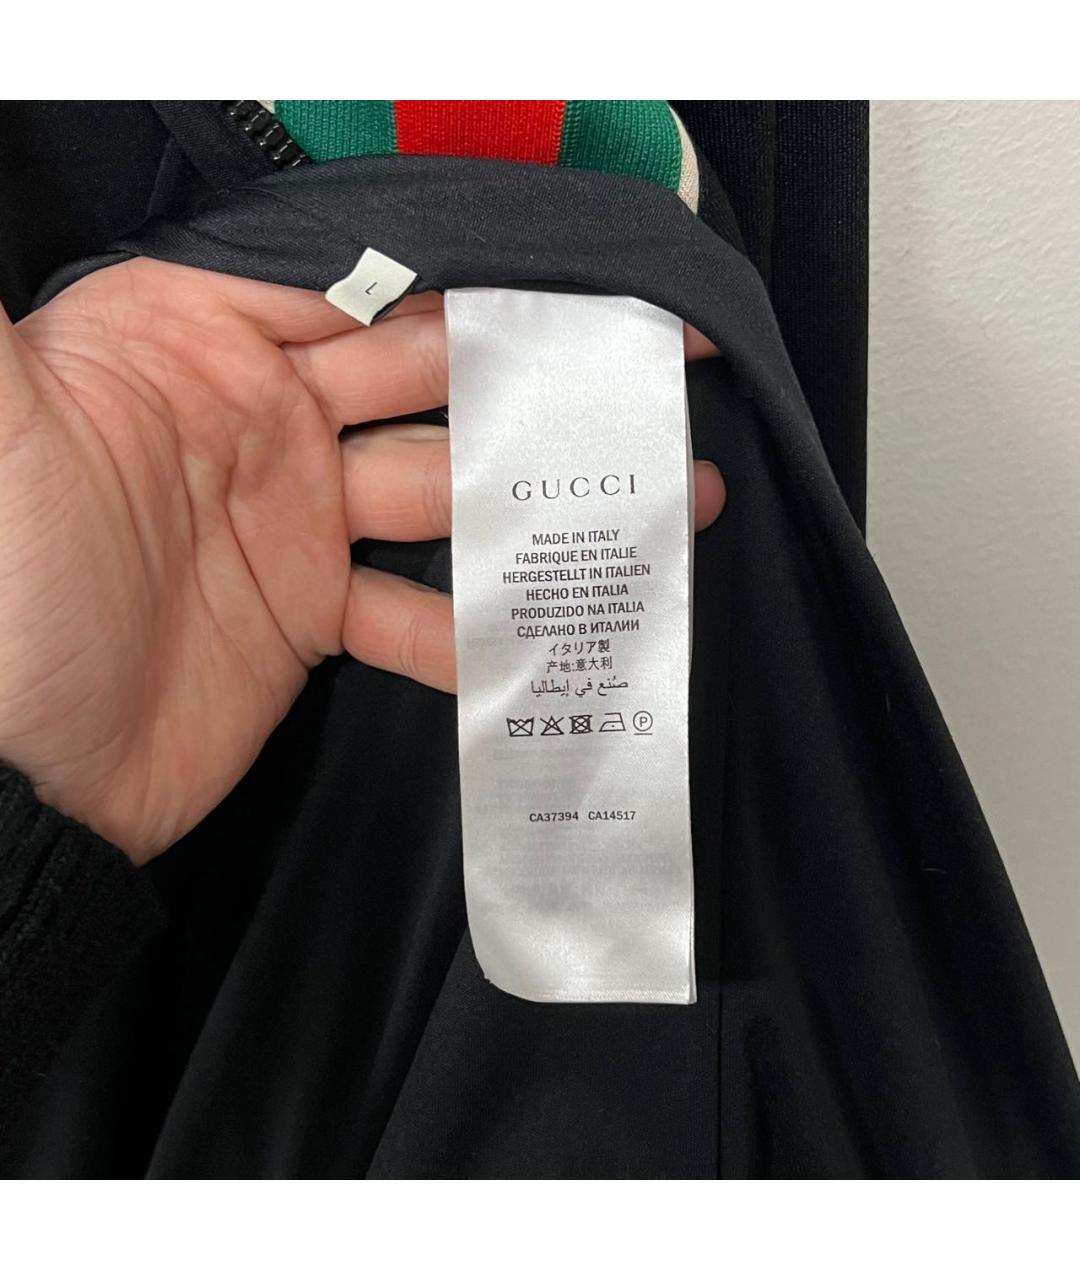 L
GUCCI
MADE IN ITALY
FABRIQUE EN ITALIE
HERGESTELLT IN ITALIEN
HECHO EN ITALIA
PRODUZIDO NA ITALIA
СДЕЛАНО В ИТАЛИИ
イタリア製
产地:意大利
صُنع في إيطاليا
P
CA37394 CA14517